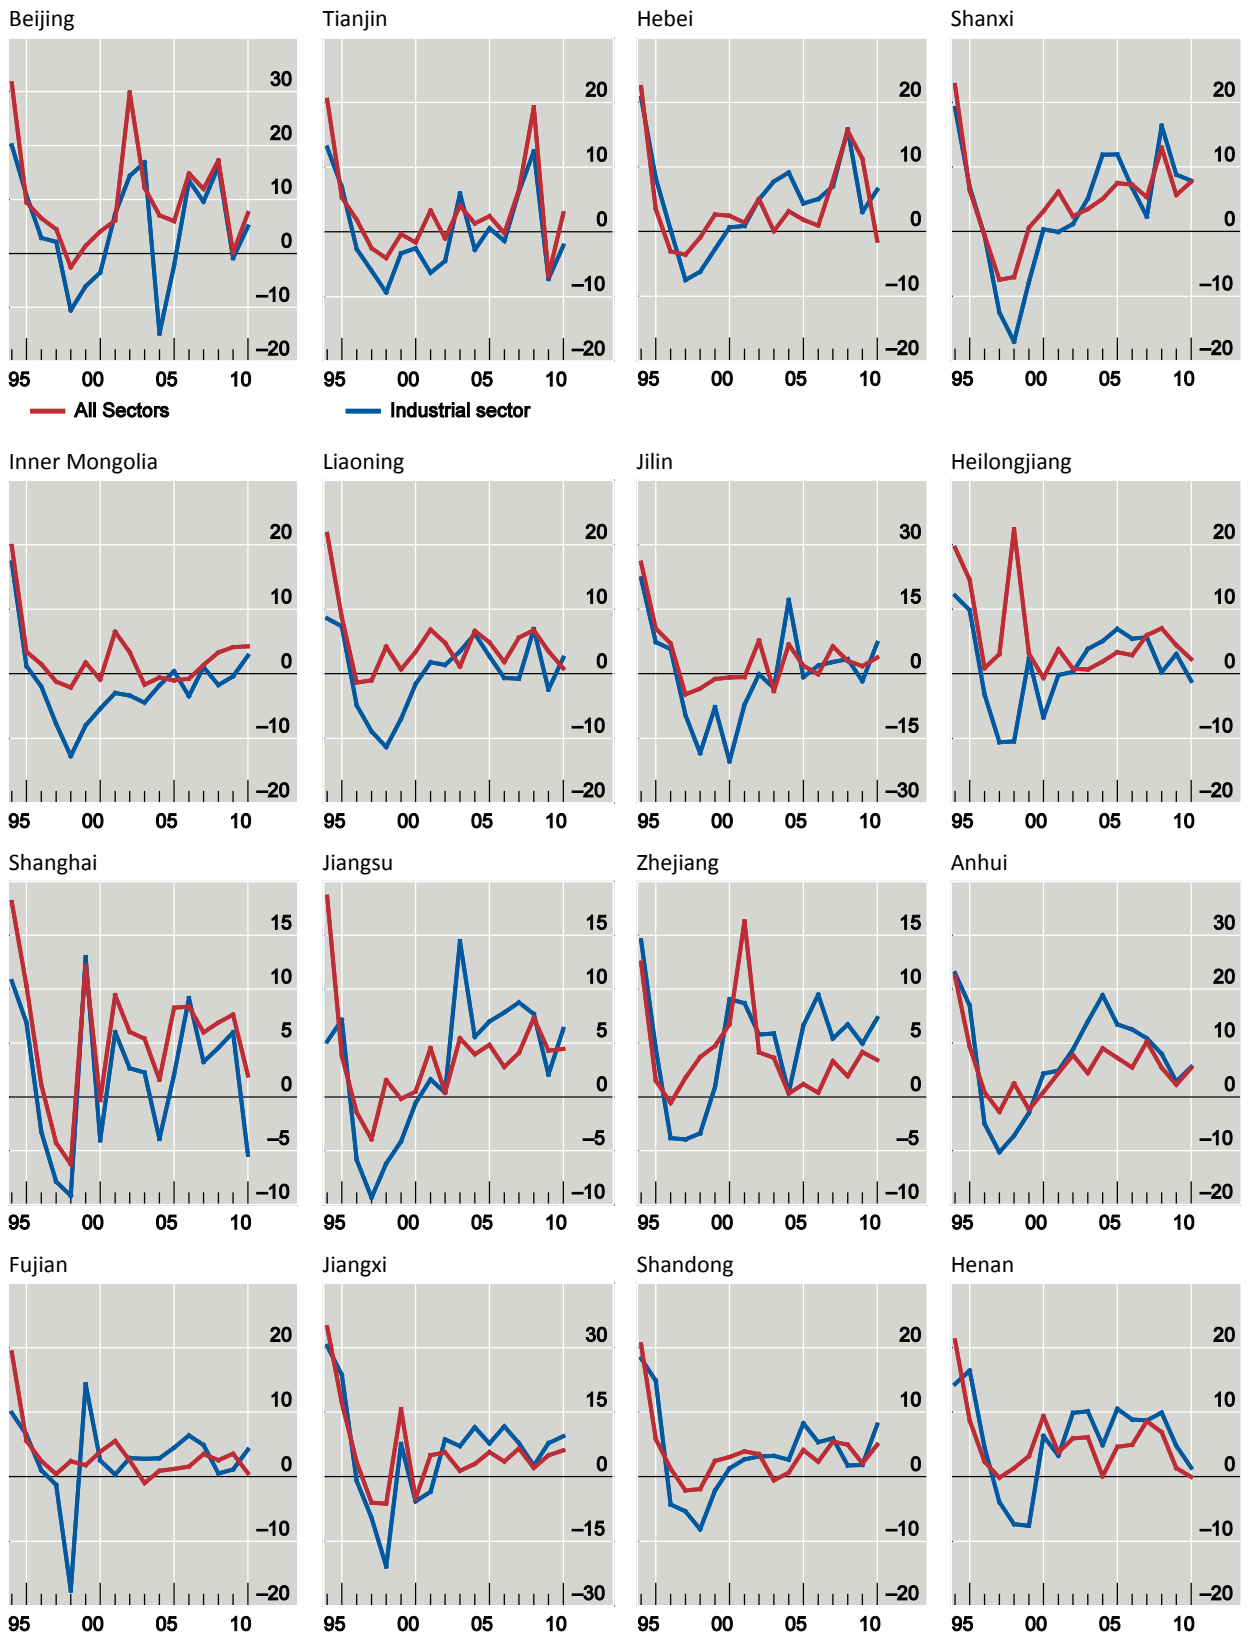 Beijing Tianjin Hebei Shanxi
30 20 20 20
20 10 10 10
10 0 0 0
0 –10 –10 –10
–10 –20 –20 –20
–20
95 00 05 10 95 00 05 10 95 00 05 10 95 00 05 10
All Sectors Industrial sector
Inner Mongolia Liaoning Jilin Heilongjiang
20 20 30 20
10 10 15 10
0 0 0 0
–10 –10 –15 –10
–20 –20 –30 –20
95 00 05 10 95 00 05 10 95 00 05 10 95 00 05 10
Shanghai Jiangsu Zhejiang Anhui
15 15 15 30
10 10 10 20
5 5 5 10
0 0 0 0
–5 –5 –5 –10
–10 –10 –10 –20
95 00 05 10 95 00 05 10 95 00 05 10 95 00 05 10
Fujian Jiangxi Shandong Henan
20 30 20 20
10 15 10 10
0 0 0 0
–10 –15 –10 –10
–20 –30 –20 –20
95 00 05 10 95 00 05 10 95 00 05 10 95 00 05 10